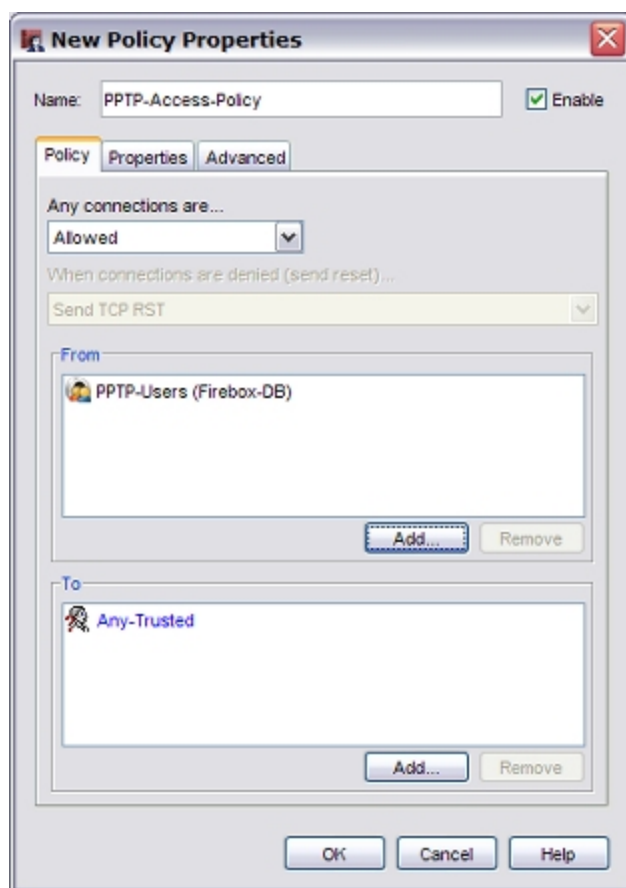 New Policy Properties
Name: PPTP-Access-Policy Enable
Policy Properties Advanced
Any connections are...
Allowed
When connections are denied (send reset)...
Send TCP RST
From
PPTP-Users (Firebox-DB)
Add... Remove
To
Any-Trusted
Add... Remove
OK Cancel Help